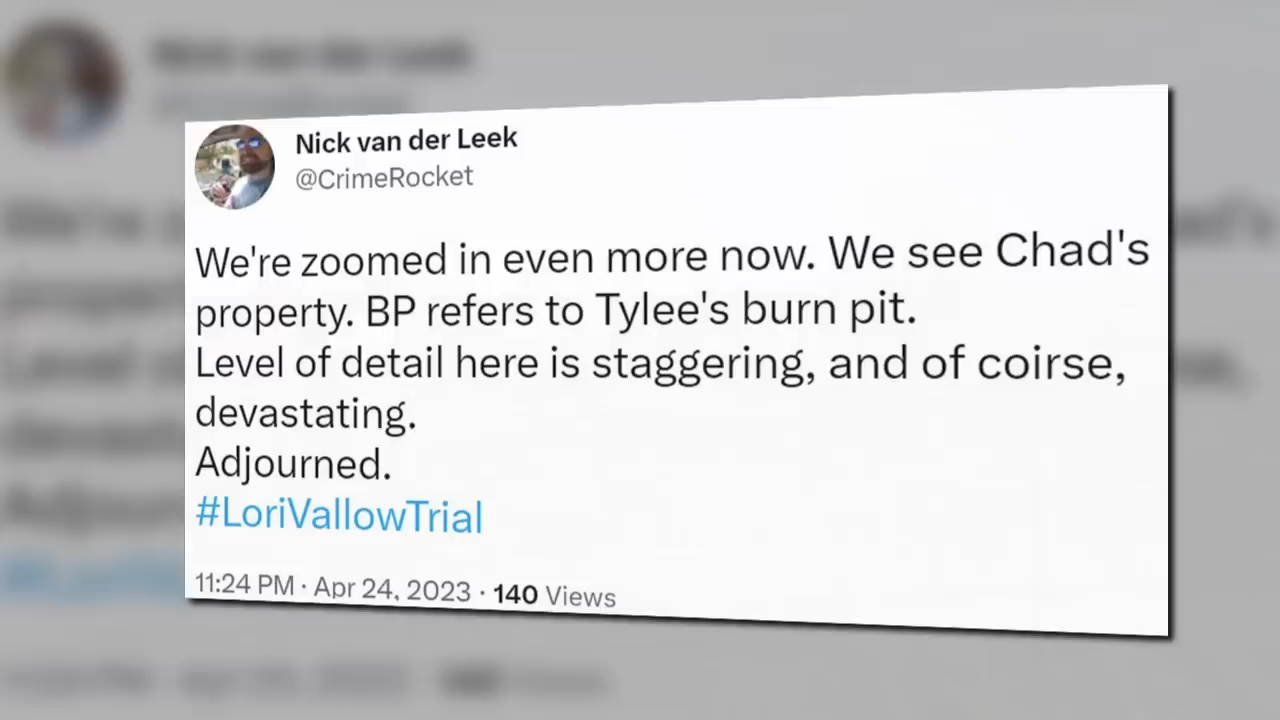 Nick van der Leek
@CrimeRocket
We're zoomed in even more now. We see Chad's
property. BP refers to Tylee's burn pit.
Level of detail here is staggering, and of coirse,
devastating.
Adjourned.
#LoriVallowTrial
11:24 PM · Apr 24, 2023 · 140 Views